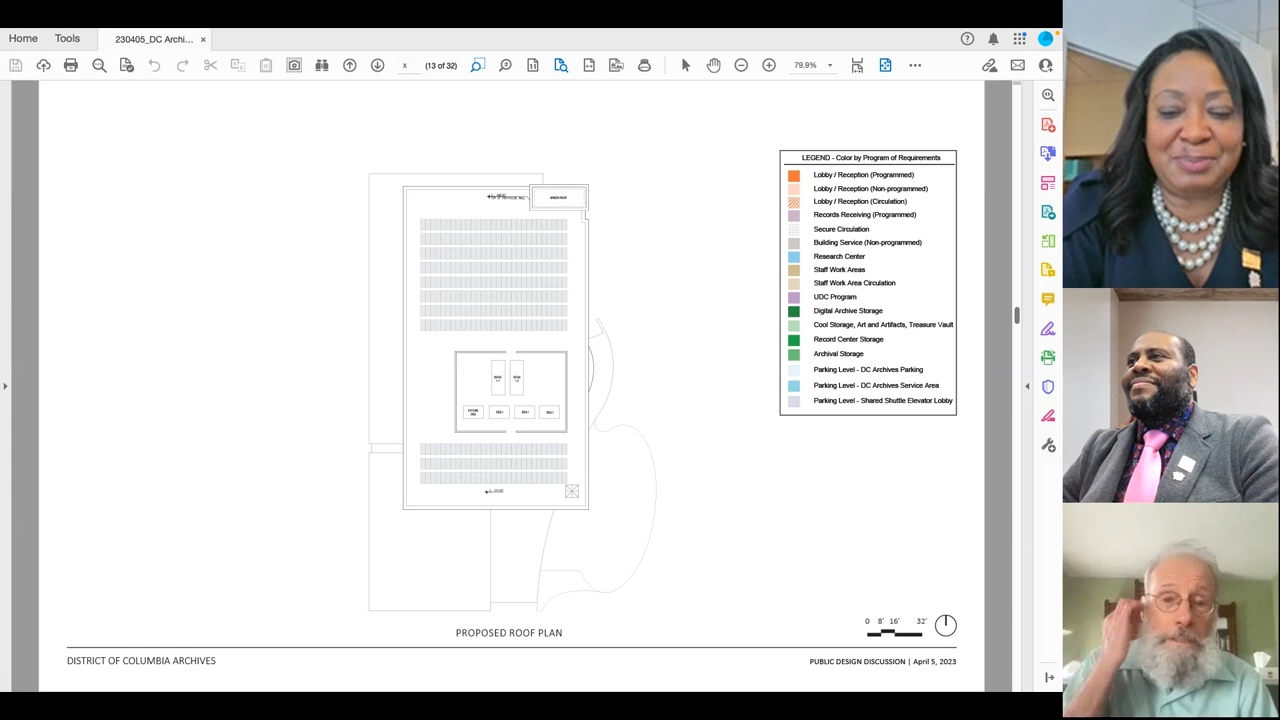 Home
Tools
230405_DC Archi...
×
x
(13 of 32)
79.9%
LEGEND - Color by Program of Requirements
Lobby / Reception (Programmed)
Lobby / Reception (Non-programmed)
Lobby / Reception (Circulation)
Records Receiving (Programmed)
Secure Circulation
Building Service (Non-programmed)
Research Center
Staff Work Areas
Staff Work Area Circulation
UDC Program
Digital Archive Storage
Cool Storage, Art and Artifacts, Treasure Vault
Record Center Storage
Archival Storage
Parking Level - DC Archives Parking
Parking Level - DC Archives Service Area
Parking Level - Shared Shuttle Elevator Lobby
0 8' 16' 32'
PROPOSED ROOF PLAN
DISTRICT OF COLUMBIA ARCHIVES
PUBLIC DESIGN DISCUSSION | April 5, 2023